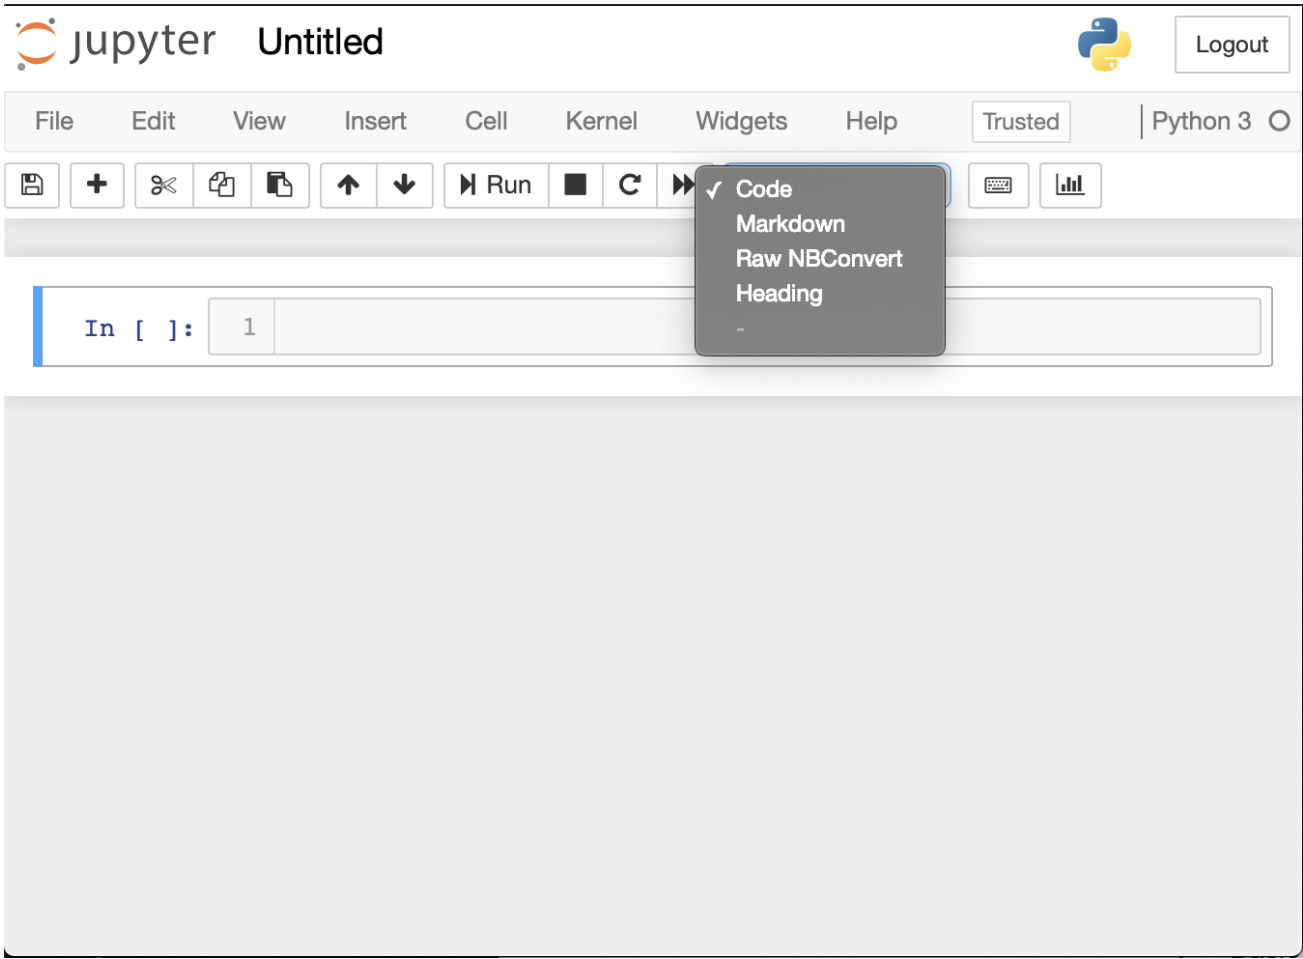 jupyter Untitled Logout
File Edit View Insert Cell Kernel Widgets Help Trusted Python 3
Run
Code
Markdown
Raw NBConvert
Heading
-
In [ ]: 1